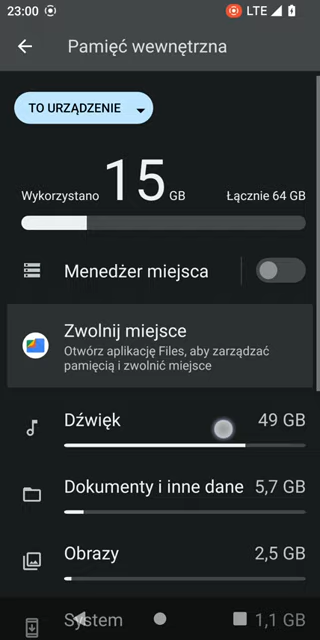 23:00 LTE
Pamięć wewnętrzna
TO URZĄDZENIE
Wykorzystano 15 GB Łącznie 64 GB
Menedżer miejsca
Zwolnij miejsce
Otwórz aplikację Files, aby zarządzać
pamięcią i zwolnić miejsce
Dźwięk 49 GB
Dokumenty i inne dane 5,7 GB
Obrazy 2,5 GB
System 1,1 GB